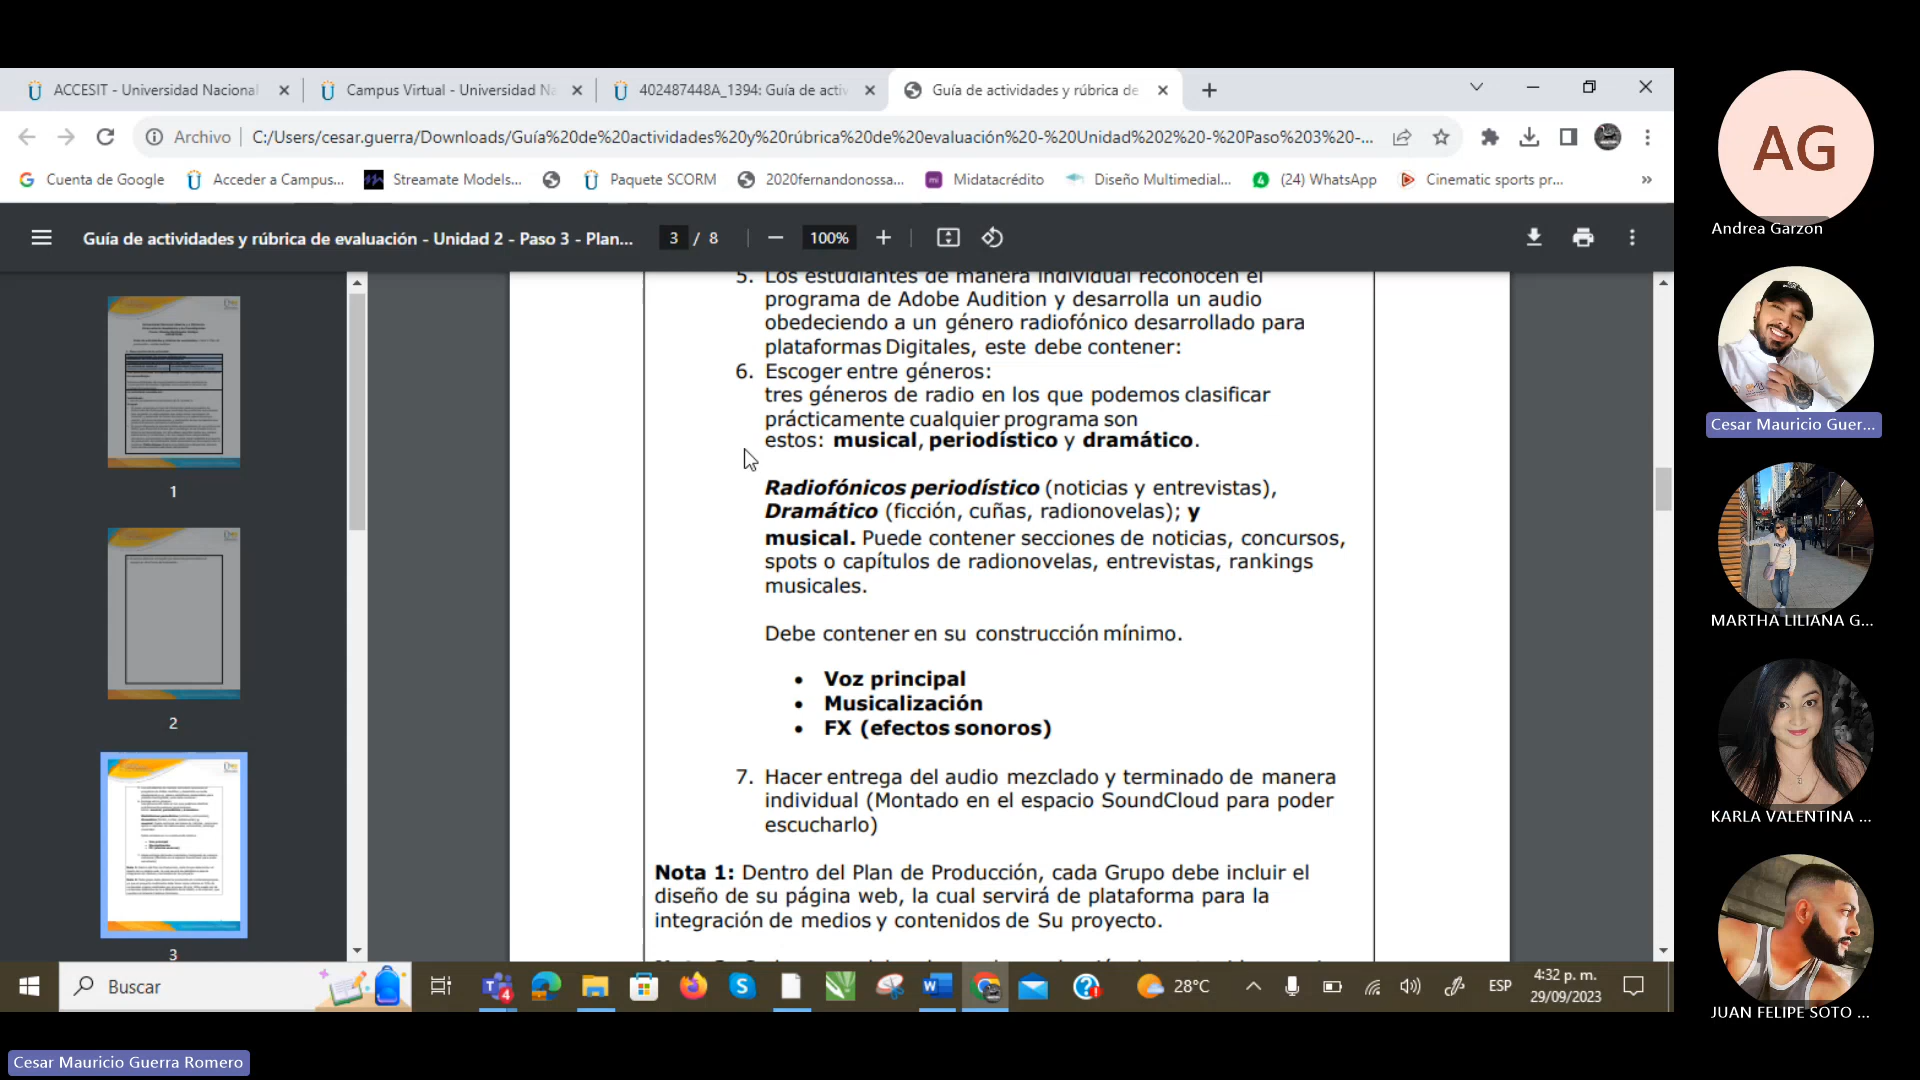 ACCESIT - Universidad Nacional
Campus Virtual - Universidad Na
402487448A_1394: Guía de activ
Guía de actividades y rúbrica de
Archivo
C:/Users/cesar.guerra/Downloads/Guía%20de%20actividades%20y%20rúbrica%20de%20evaluación%20-%20Unidad%202%20-%20Paso%203%20-...
Cuenta de Google
Acceder a Campus...
Streamate Models...
Paquete SCORM
2020fernandonossa...
Midatacrédito
Diseño Multimedial...
(24) WhatsApp
Cinematic sports pr...
»
Guía de actividades y rúbrica de evaluación - Unidad 2 - Paso 3 - Plan...
3 / 8
100%
1
2
3
5. Los estudiantes de manera individual reconocen el
programa de Adobe Audition y desarrolla un audio
obedeciendo a un género radiofónico desarrollado para
plataformas Digitales, este debe contener:
6. Escoger entre géneros:
tres géneros de radio en los que podemos clasificar
prácticamente cualquier programa son
estos: musical, periodístico y dramático.
Radiofónicos periodístico (noticias y entrevistas),
Dramático (ficción, cuñas, radionovelas); y
musical. Puede contener secciones de noticias, concursos,
spots o capítulos de radionovelas, entrevistas, rankings
musicales.
Debe contener en su construcción mínimo.
• Voz principal
• Musicalización
• FX (efectos sonoros)
7. Hacer entrega del audio mezclado y terminado de manera
individual (Montado en el espacio SoundCloud para poder
escucharlo)
Nota 1: Dentro del Plan de Producción, cada Grupo debe incluir el
diseño de su página web, la cual servirá de plataforma para la
integración de medios y contenidos de Su proyecto.
Buscar
28°C
ESP
4:32 p. m.
29/09/2023
AG
Andrea Garzón
Cesar Mauricio Guer...
MARTHA LILIANA G...
KARLA VALENTINA ...
JUAN FELIPE SOTO ...
Cesar Mauricio Guerra Romero